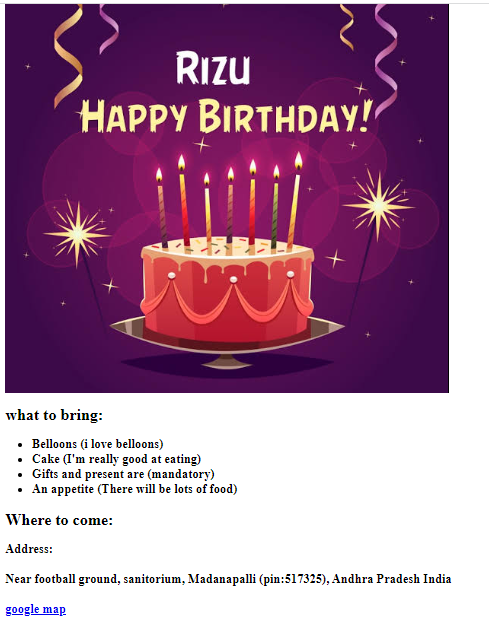 RIZU
HAPPY BIRTHDAY!
what to bring:
Belloons (i love belloons)
Cake (I'm really good at eating)
Gifts and present are (mandatory)
An appetite (There will be lots of food)
Where to come:
Address:
Near football ground, sanitorium, Madanapalli (pin:517325), Andhra Pradesh India
google map